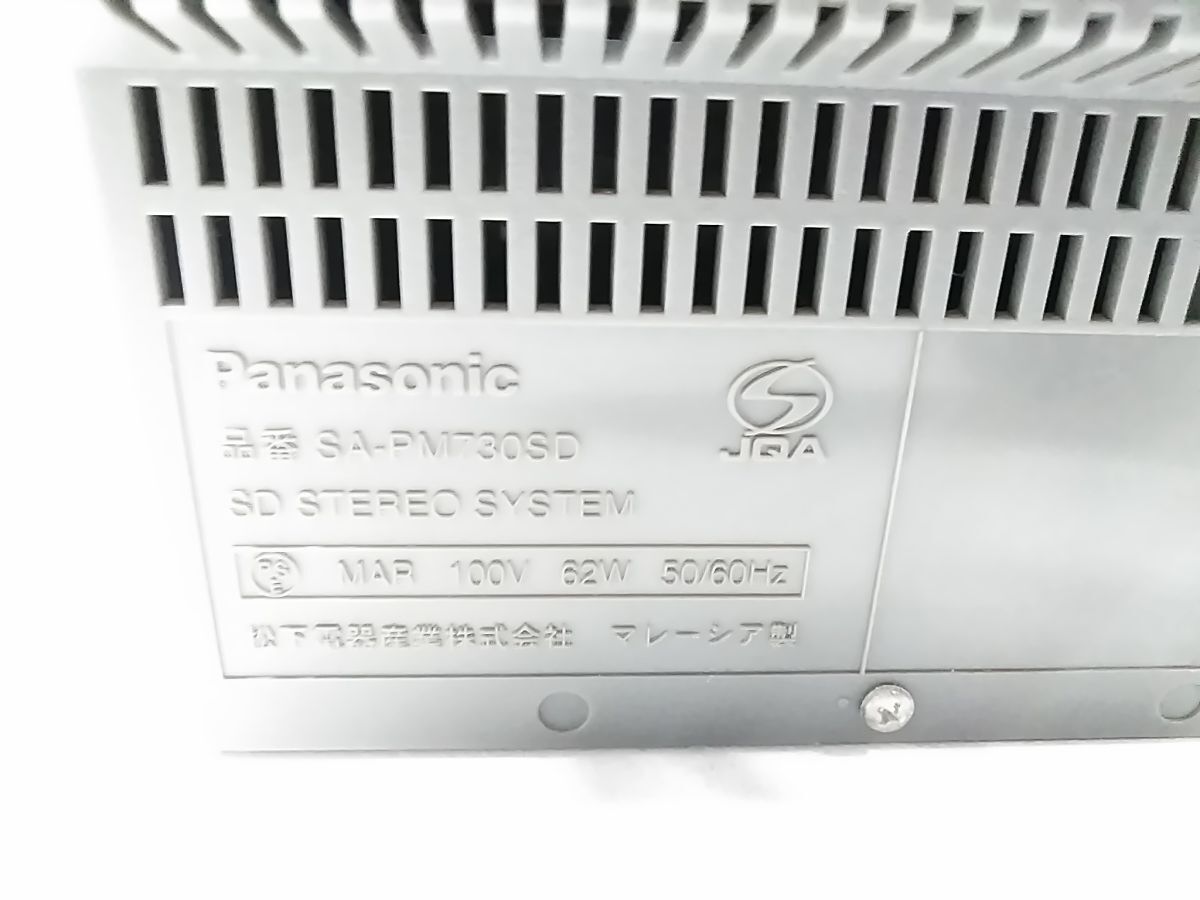 Panasonic
JQA
品番 SA-PM730SD
SD STEREO SYSTEM
PSE MAR 100V 62W 50/60Hz
松下電器産業株式会社 マレーシア製